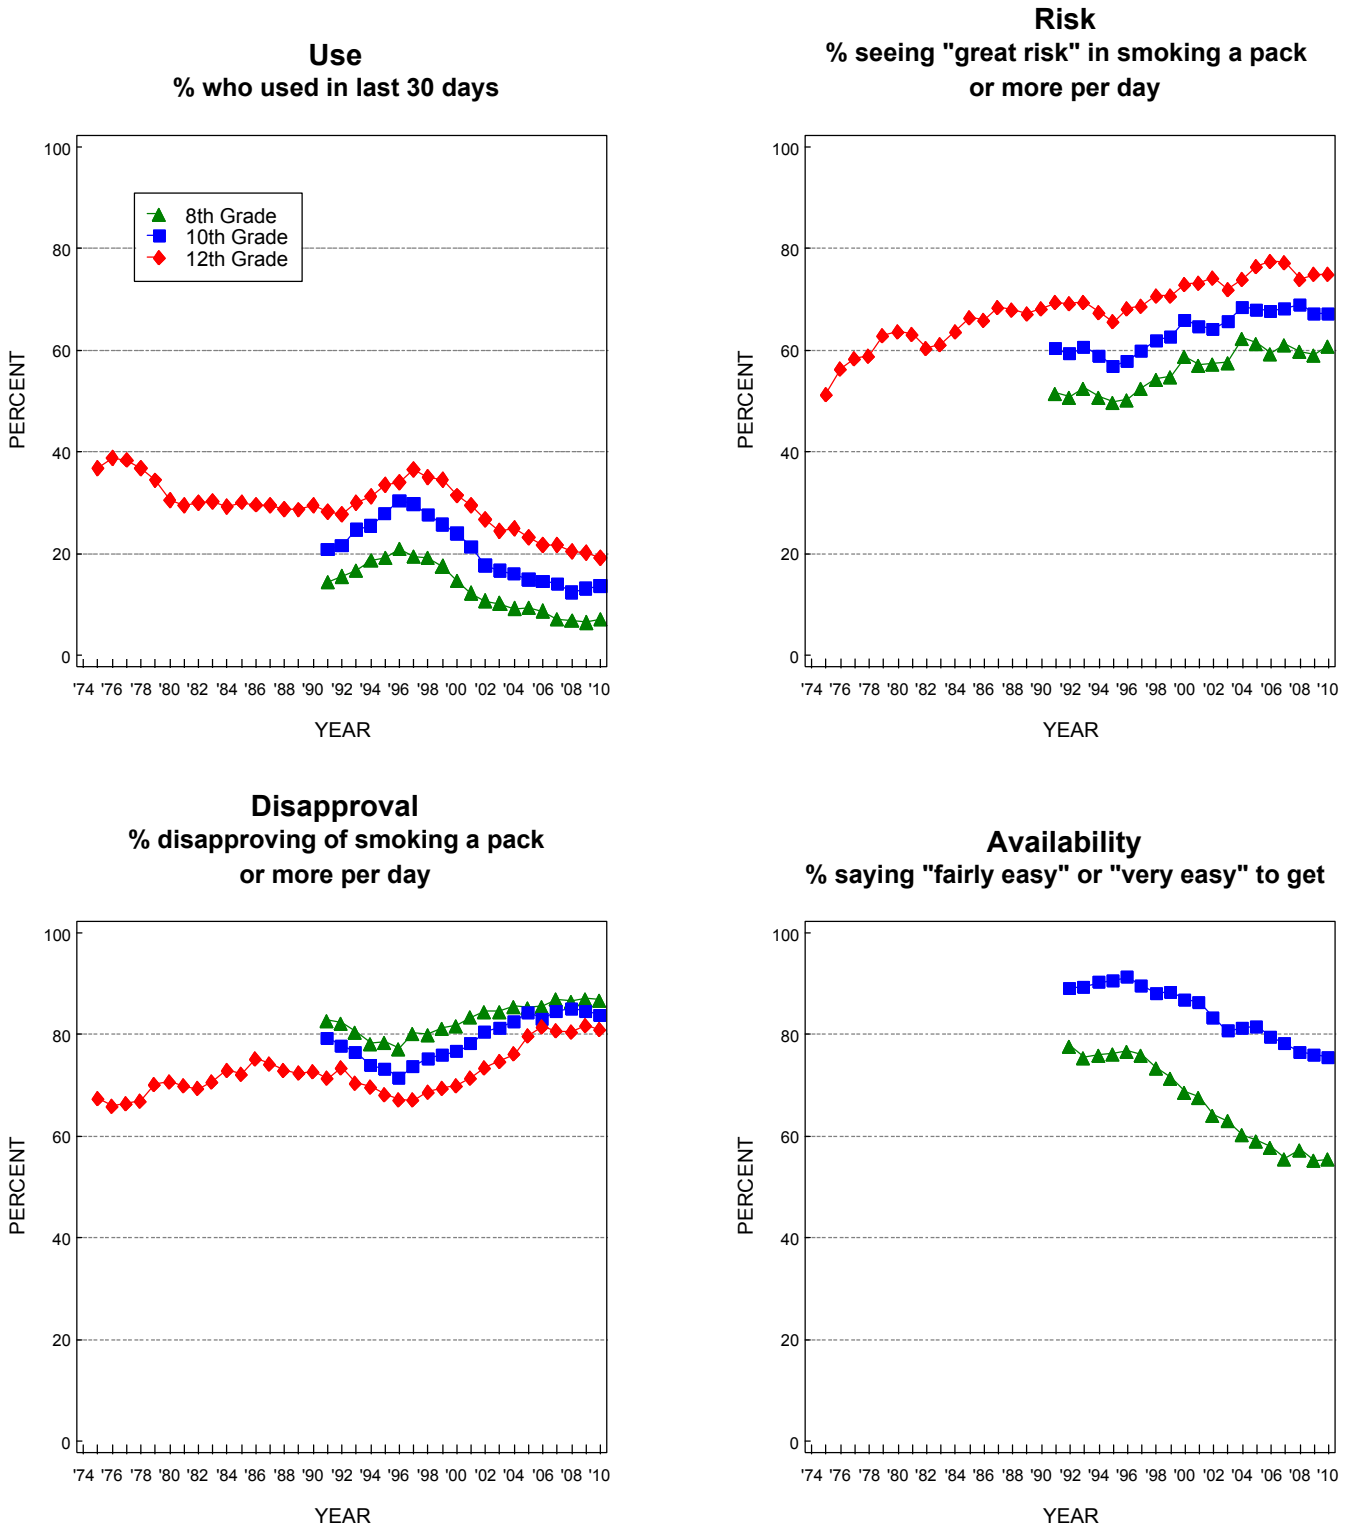 Use
% who used in last 30 days
100
80
60
40
20
0
PERCENT
8th Grade
10th Grade
12th Grade
'74 '76 '78 '80 '82 '84 '86 '88 '90 '92 '94 '96 '98 '00 '02 '04 '06 '08 '10
YEAR
Risk
% seeing "great risk" in smoking a pack
or more per day
100
80
60
40
20
0
PERCENT
'74 '76 '78 '80 '82 '84 '86 '88 '90 '92 '94 '96 '98 '00 '02 '04 '06 '08 '10
YEAR
Disapproval
% disapproving of smoking a pack
or more per day
100
80
60
40
20
0
PERCENT
'74 '76 '78 '80 '82 '84 '86 '88 '90 '92 '94 '96 '98 '00 '02 '04 '06 '08 '10
YEAR
Availability
% saying "fairly easy" or "very easy" to get
100
80
60
40
20
0
PERCENT
'74 '76 '78 '80 '82 '84 '86 '88 '90 '92 '94 '96 '98 '00 '02 '04 '06 '08 '10
YEAR